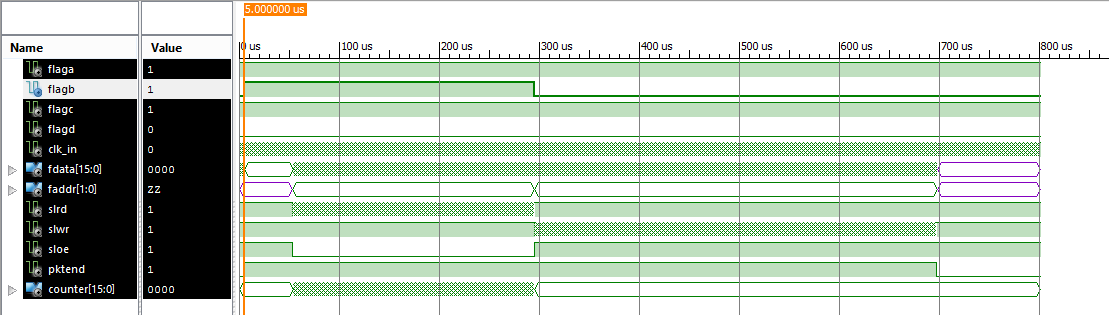 5.000000 us
Name Value
0 us 100 us 200 us 300 us 400 us 500 us 600 us 700 us 800 us
flaga 1
flagb 1
flagc 1
flagd 0
clk_in 0
fdata[15:0] 0000
faddr[1:0] ZZ
slrd 1
slwr 1
sloe 1
pktend 1
counter[15:0] 0000